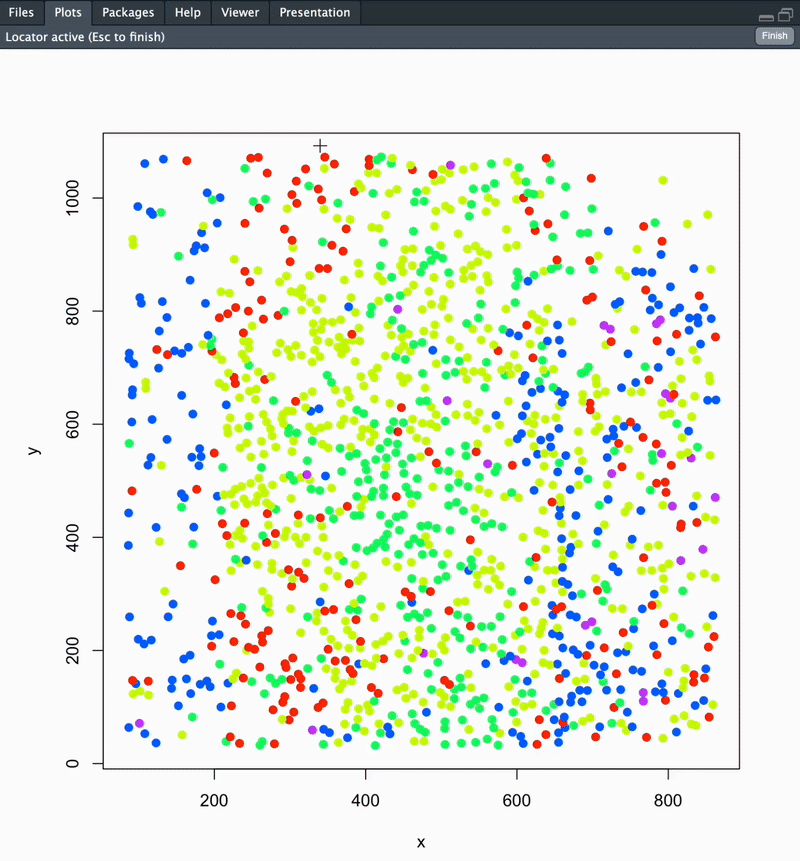 Files Plots Packages Help Viewer Presentation
Locator active (Esc to finish) Finish
1000
800
600
400
200
0
y
200 400 600 800
x